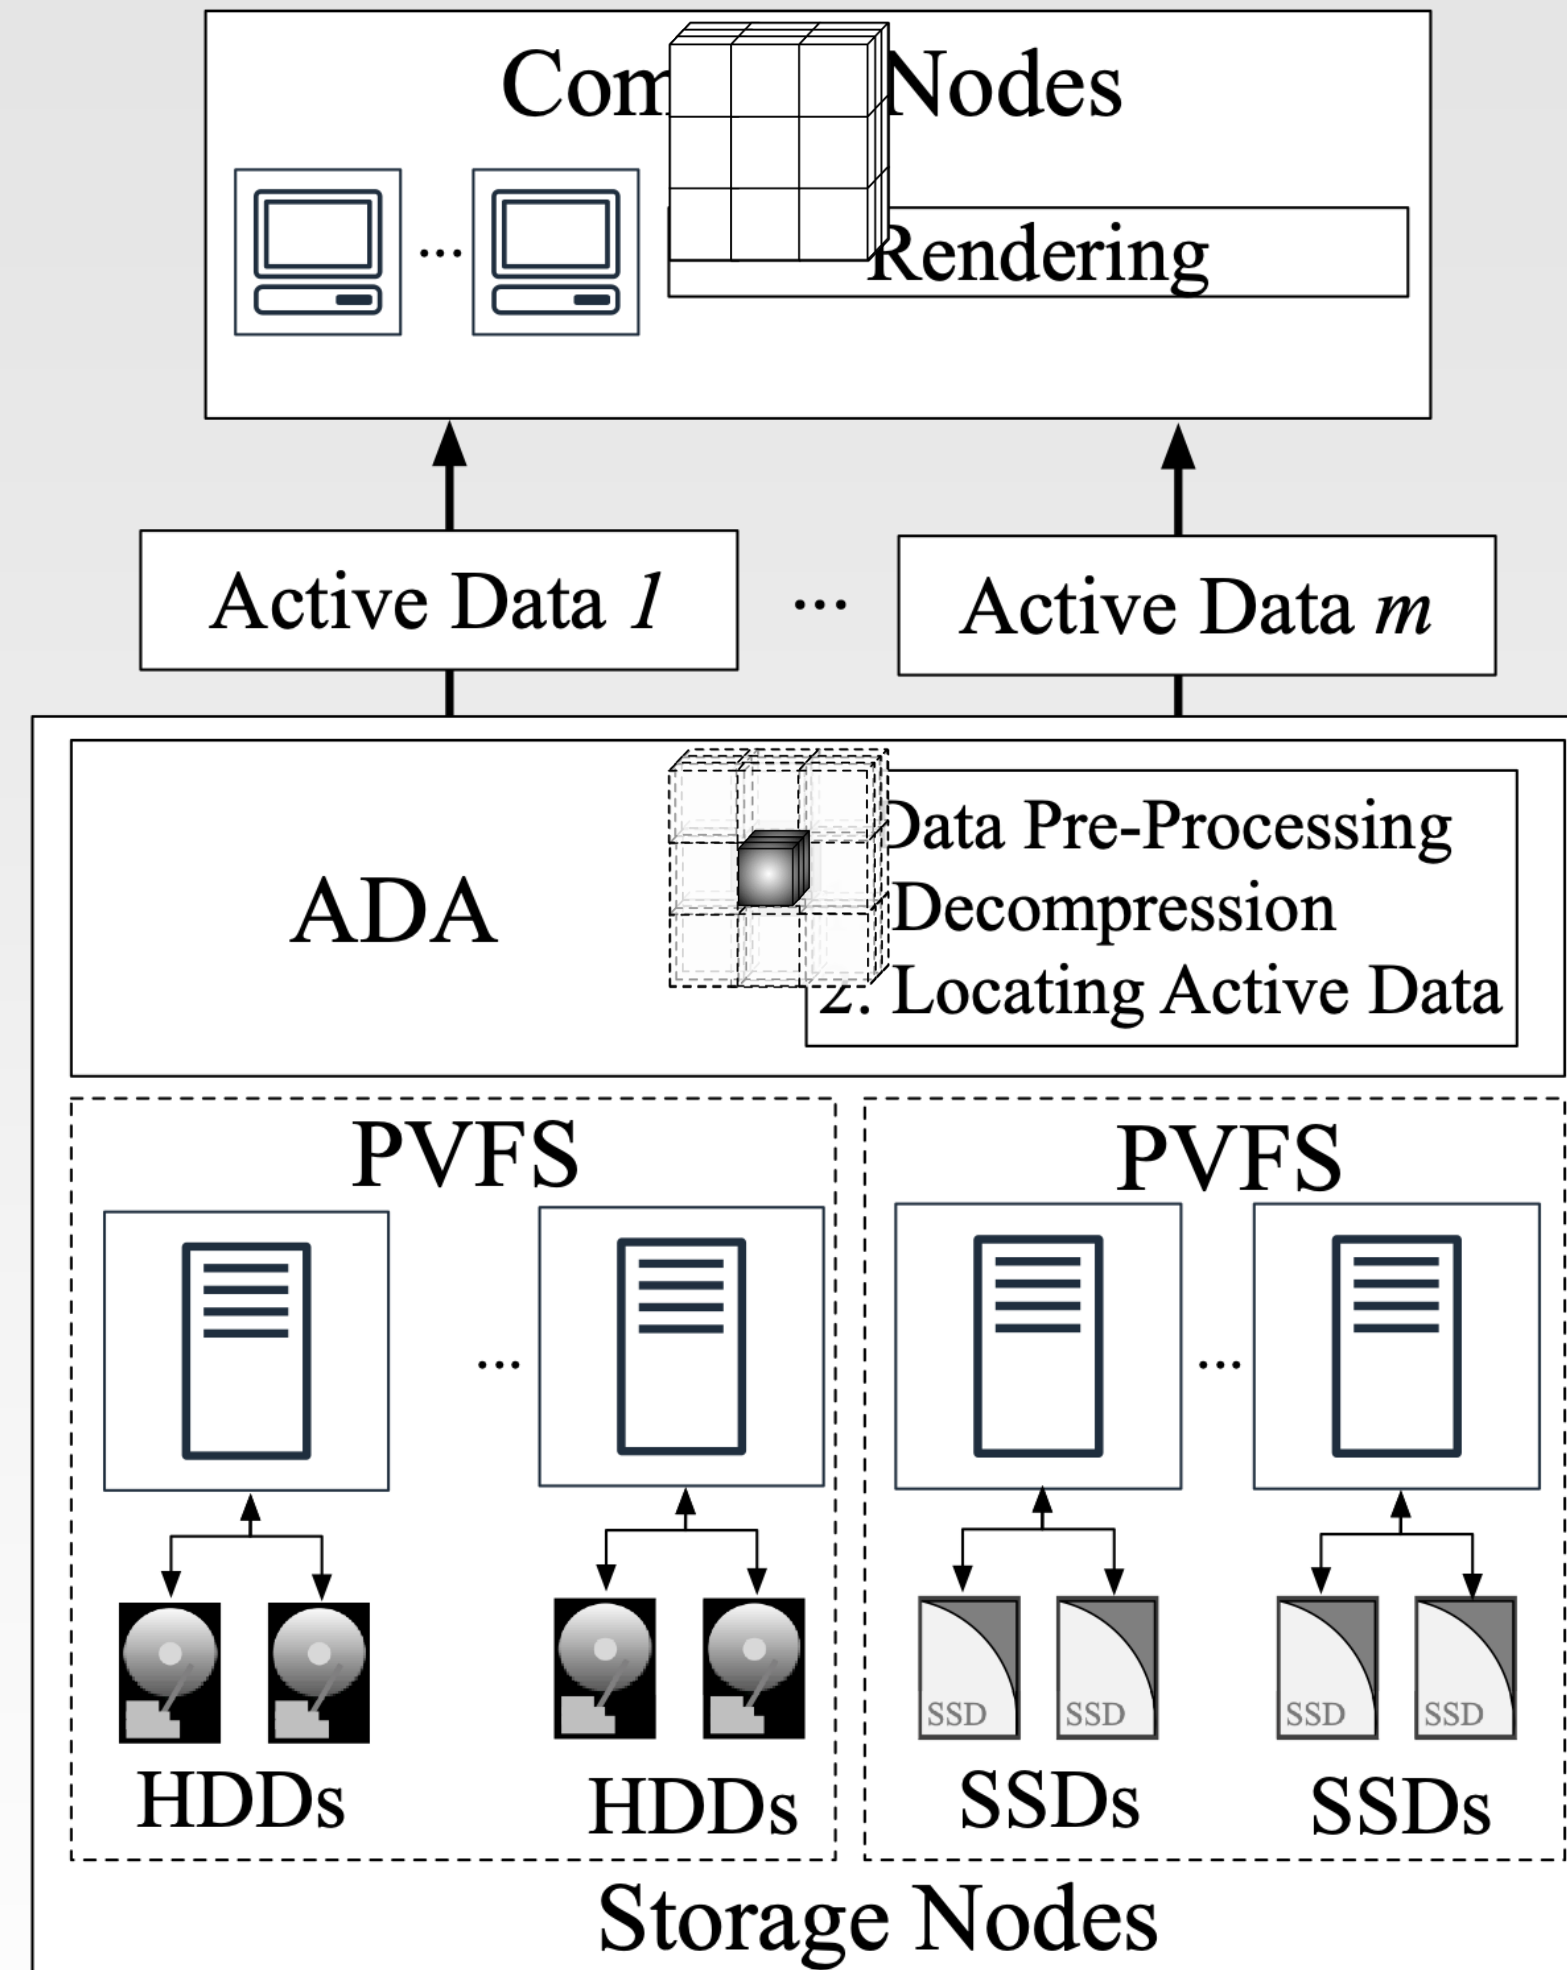 Com Nodes
...
Rendering
Active Data 1 ... Active Data m
ADA
Data Pre-Processing
Decompression
2. Locating Active Data
PVFS PVFS
... ...
SSD SSD SSD SSD
HDDs HDDs SSDs SSDs
Storage Nodes